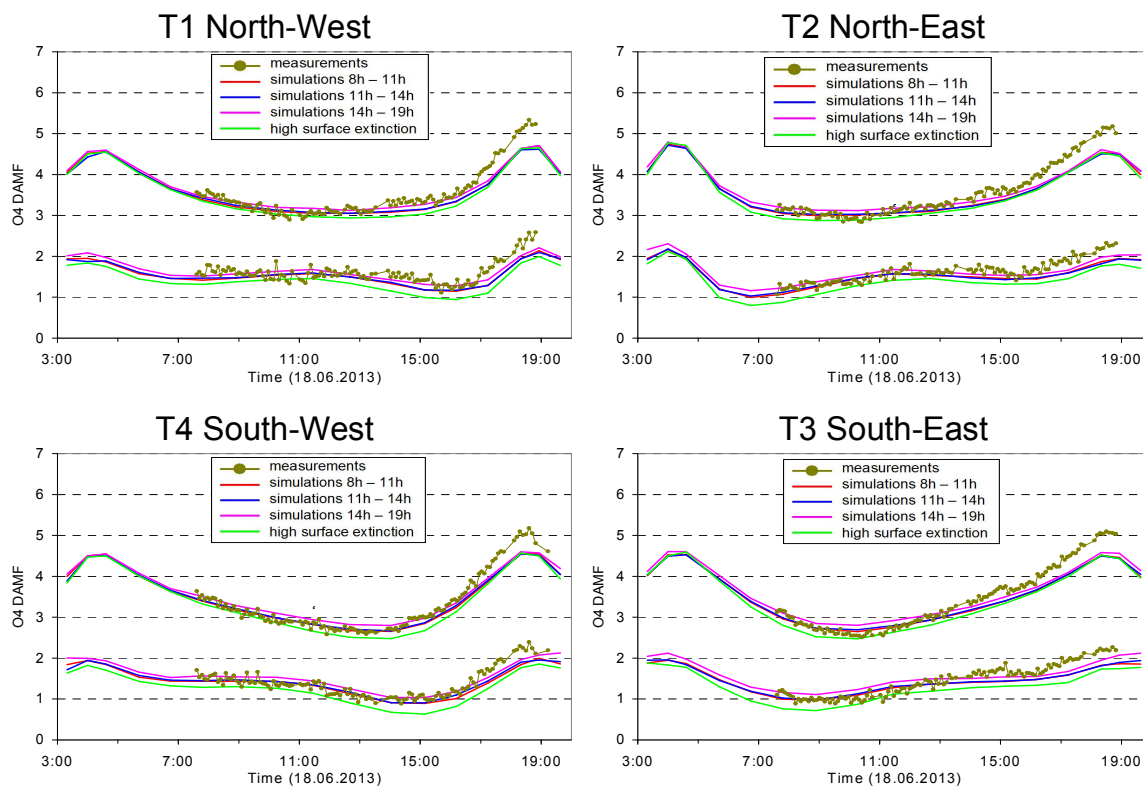 T1 North-West
7
6
5
4
3
2
1
0
O4 DAMF
measurements
simulations 8h – 11h
simulations 11h – 14h
simulations 14h – 19h
high surface extinction
3:00 7:00 11:00 15:00 19:00
Time (18.06.2013)
T2 North-East
7
6
5
4
3
2
1
0
O4 DAMF
measurements
simulations 8h – 11h
simulations 11h – 14h
simulations 14h – 19h
high surface extinction
3:00 7:00 11:00 15:00 19:00
Time (18.06.2013)
T4 South-West
7
6
5
4
3
2
1
0
O4 DAMF
measurements
simulations 8h – 11h
simulations 11h – 14h
simulations 14h – 19h
high surface extinction
3:00 7:00 11:00 15:00 19:00
Time (18.06.2013)
T3 South-East
7
6
5
4
3
2
1
0
O4 DAMF
measurements
simulations 8h – 11h
simulations 11h – 14h
simulations 14h – 19h
high surface extinction
3:00 7:00 11:00 15:00 19:00
Time (18.06.2013)